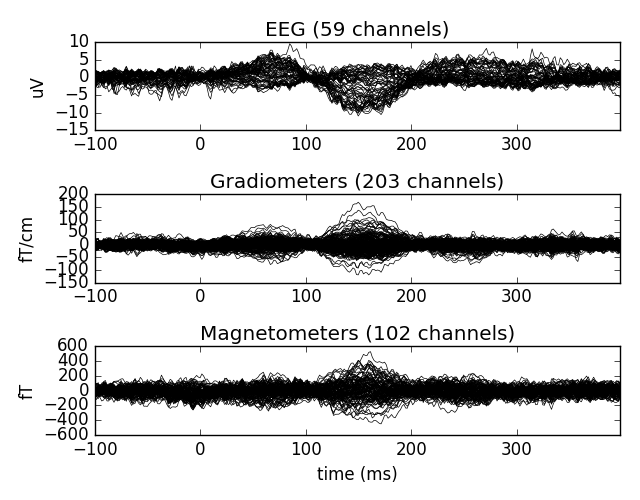 EEG (59 channels)
10
5
0
−5
−10
−15
uV
−100 0 100 200 300
Gradiometers (203 channels)
200
150
100
50
0
−50
−100
−150
fT/cm
−100 0 100 200 300
Magnetometers (102 channels)
600
400
200
0
−200
−400
−600
fT
−100 0 100 200 300
time (ms)